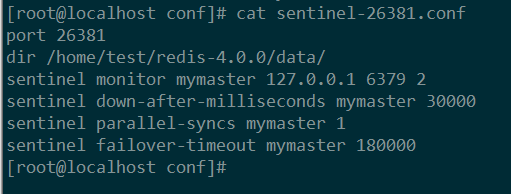 [root@localhost conf]# cat sentinel-26381.conf
port 26381
dir /home/test/redis-4.0.0/data/
sentinel monitor mymaster 127.0.0.1 6379 2
sentinel down-after-milliseconds mymaster 30000
sentinel parallel-syncs mymaster 1
sentinel failover-timeout mymaster 180000
[root@localhost conf]#